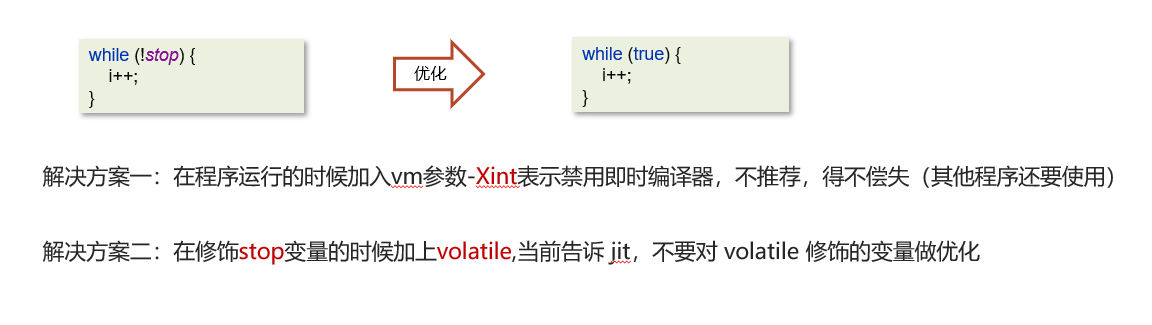 while (!stop) {
i++;
}
优化
while (true) {
i++;
}
解决方案一：在程序运行的时候加入vm参数-Xint表示禁用即时编译器，不推荐，得不偿失（其他程序还要使用）
解决方案二：在修饰stop变量的时候加上volatile,当前告诉 jit，不要对 volatile 修饰的变量做优化